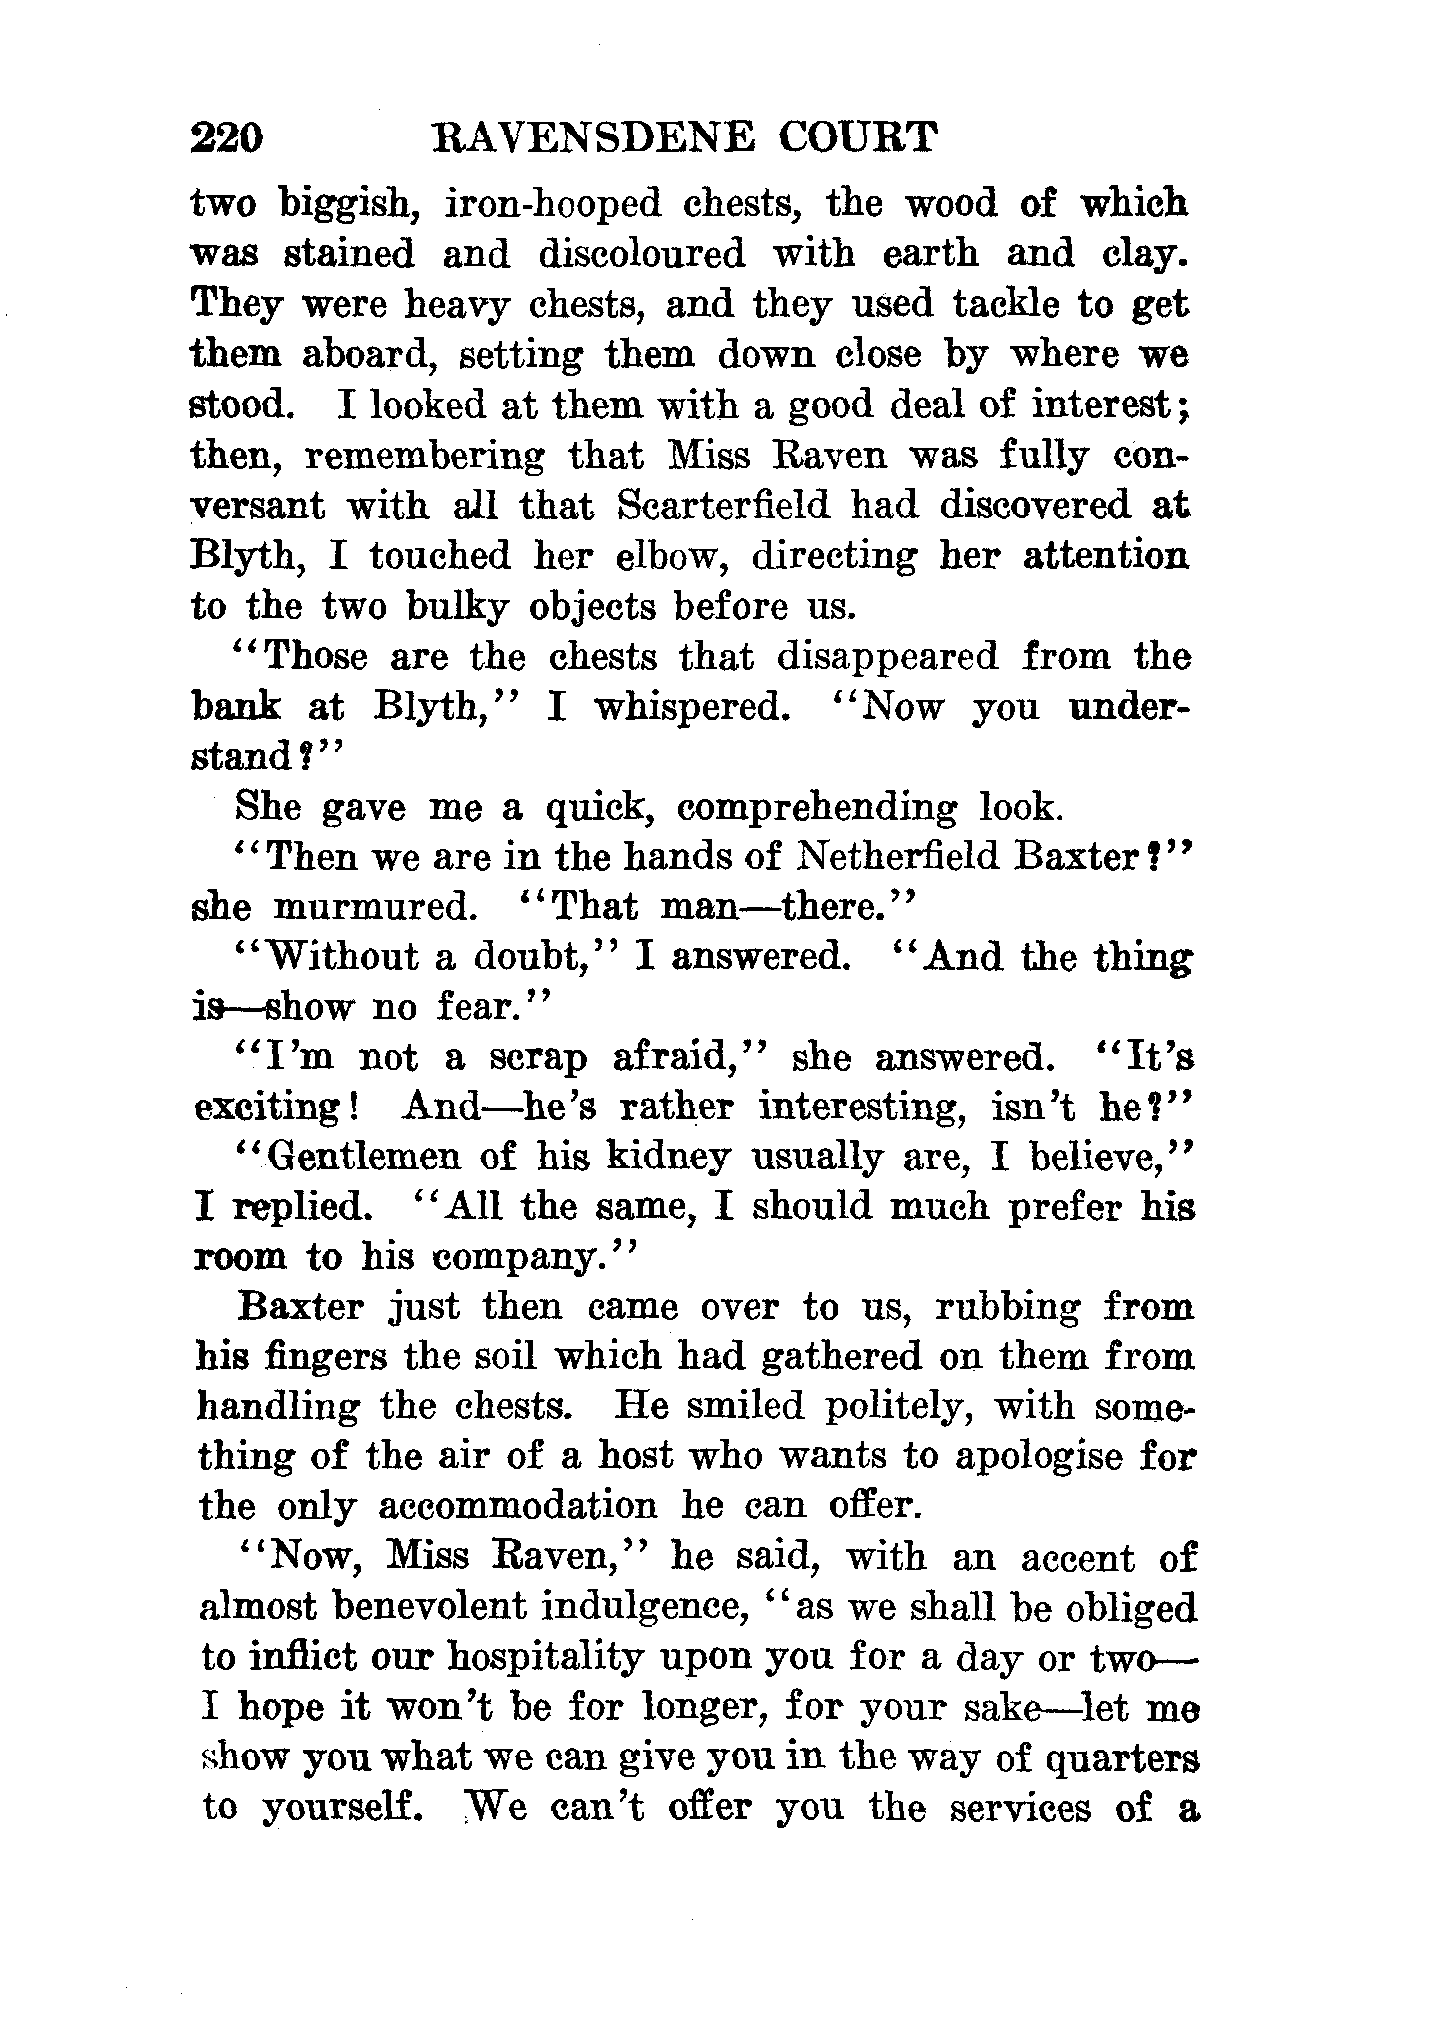 220 RAVENSDENE COURT
two biggish, iron-hooped chests, the wood of which
was stained and discoloured with earth and clay.
They were heavy chests, and they used tackle to get
them aboard, setting them down close by where we
stood. I looked at them with a good deal of interest;
then, remembering that Miss Raven was fully con-
versant with all that Scarterfield had discovered at
Blyth, I touched her elbow, directing her attention
to the two bulky objects before us.
“Those are the chests that disappeared from the
bank at Blyth,” I whispered. “Now you under-
stand?”
She gave me a quick, comprehending look.
“Then we are in the hands of Netherfield Baxter?”
she murmured. “That man—there.”
“Without a doubt,” I answered. “And the thing
is—show no fear.”
“I’m not a scrap afraid,” she answered. “It’s
exciting! And—he’s rather interesting, isn’t he?”
“Gentlemen of his kidney usually are, I believe,”
I replied. “All the same, I should much prefer his
room to his company.”
Baxter just then came over to us, rubbing from
his fingers the soil which had gathered on them from
handling the chests. He smiled politely, with some-
thing of the air of a host who wants to apologise for
the only accommodation he can offer.
“Now, Miss Raven,” he said, with an accent of
almost benevolent indulgence, “as we shall be obliged
to inflict our hospitality upon you for a day or two—
I hope it won’t be for longer, for your sake—let me
show you what we can give you in the way of quarters
to yourself. We can’t offer you the services of a